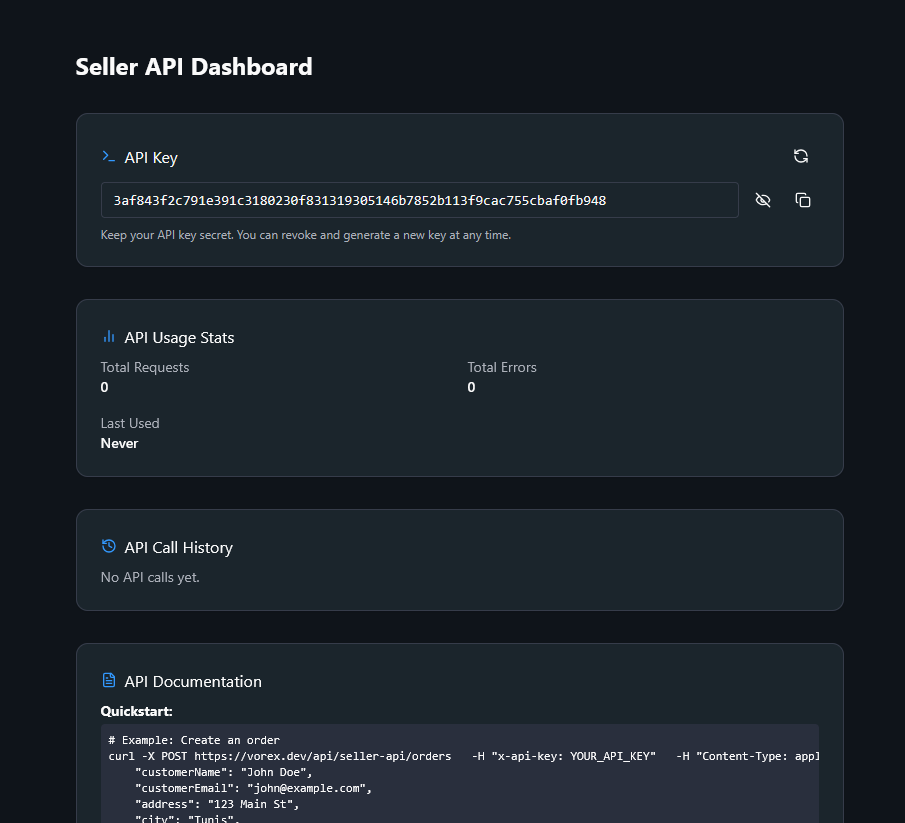 Seller API Dashboard
API Key
3af843f2c791e391c3180230f831319305146b7852b113f9cac755cbaf0fb948
Keep your API key secret. You can revoke and generate a new key at any time.
API Usage Stats
Total Requests
0
Total Errors
0
Last Used
Never
API Call History
No API calls yet.
API Documentation
Quickstart:
# Example: Create an order
curl -X POST https://vorex.dev/api/seller-api/orders   -H "x-api-key: YOUR_API_KEY"   -H "Content-Type: appl
"customerName": "John Doe",
"customerEmail": "john@example.com",
"address": "123 Main St",
"city": "Tunis",